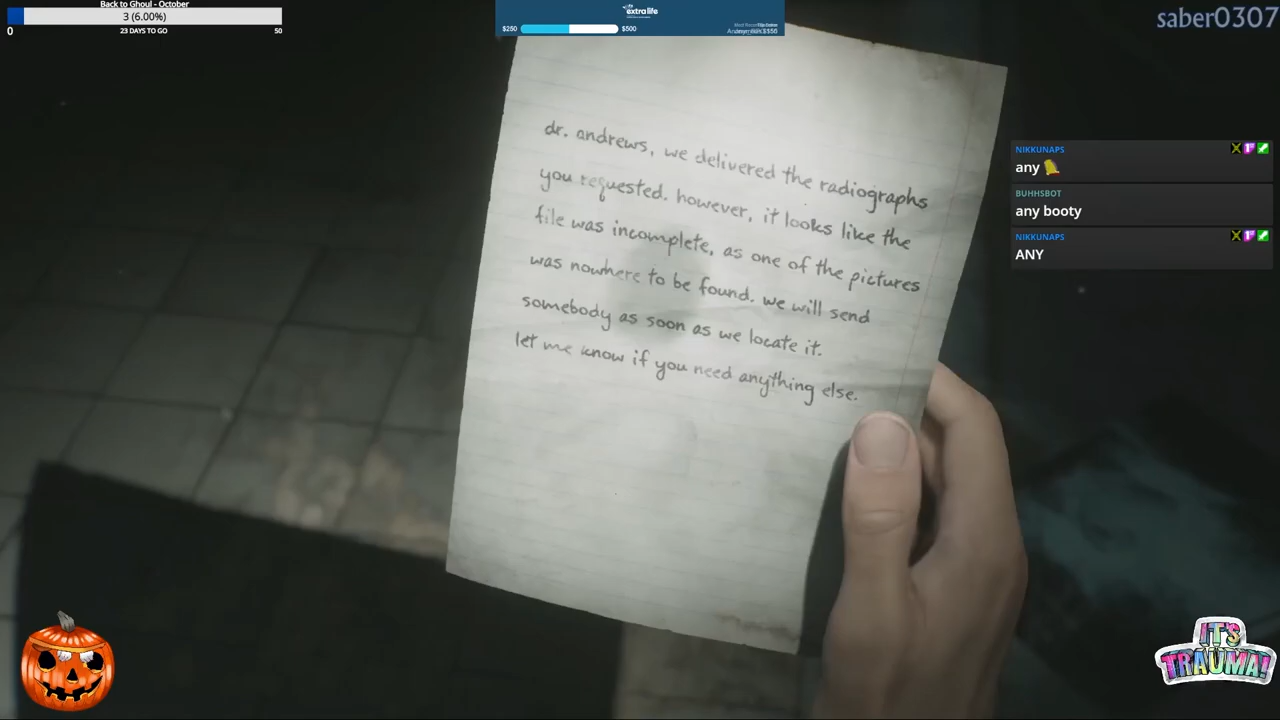 Back to Ghoul - October
3 (6.00%)
0
23 DAYS TO GO
50
extralife
$250
$500
saber0307
dr. andrews, we delivered the radiographs
you requested. however, it looks like the
file was incomplete, as one of the pictures
was nowhere to be found. we will send
somebody as soon as we locate it.
let me know if you need anything else.
NIKKUNAPS
any
BUHHSBOT
any booty
NIKKUNAPS
ANY
IT'S
TRAUMA!